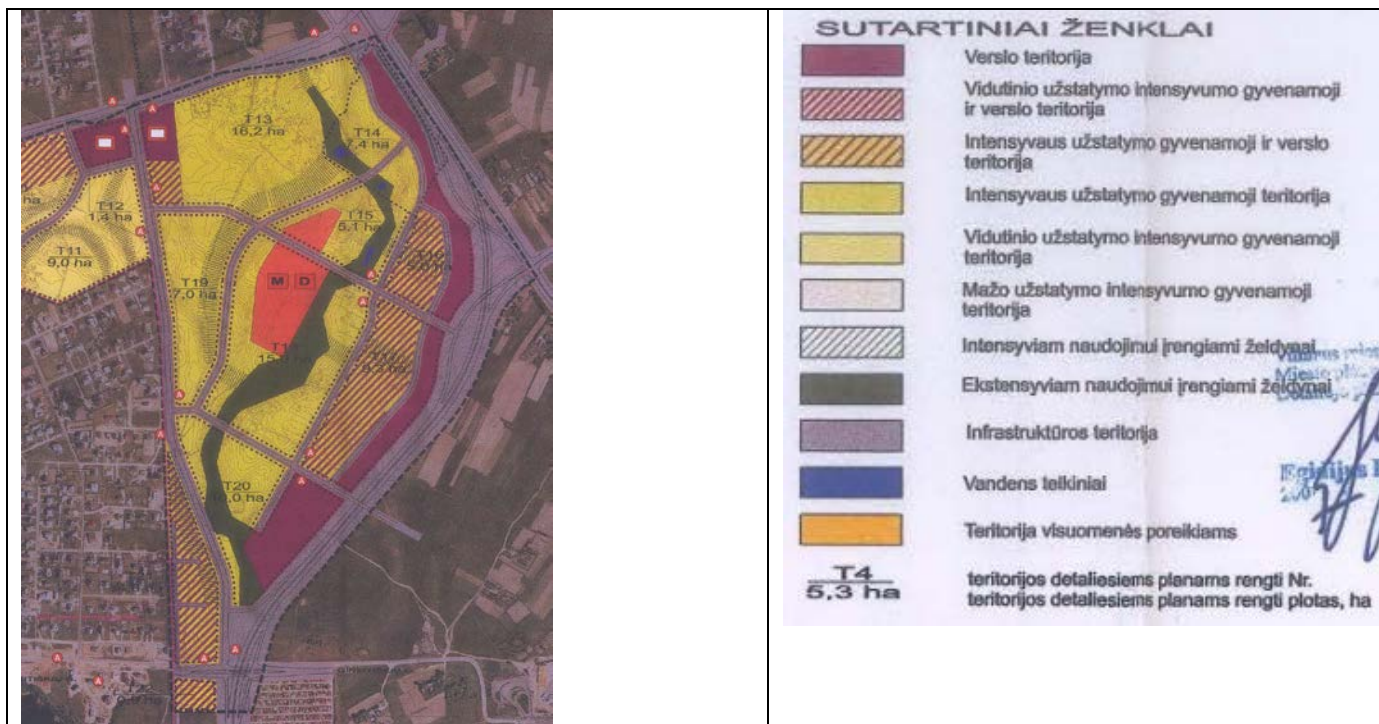 A
A
A
A
A
T13
16,2 ha
T14
7,4 ha
ha
T12
1,4 ha
A
A
T15
5,1 ha
T11
9,0 ha
A
T19
7,0 ha
M D
A
A
A
T20
A
A
A
A
A
SUTARTINIAI ŽENKLAI
Verslo teritorija
Vidutinio užstatymo intensyvumo gyvenamoji
ir verslo teritorija
Intensyvaus užstatymo gyvenamoji ir verslo
teritorija
Intensyvaus užstatymo gyvenamoji teritorija
Vidutinio užstatymo intensyvumo gyvenamoji
teritorija
Mažo užstatymo intensyvumo gyvenamoji
teritorija
Intensyviam naudojimui įrengiami želdynai
Ekstensyviam naudojimui įrengiami želdynai
Infrastruktūros teritorija
Egidijus
Vandens telkiniai
Teritorija visuomenės poreikiams
T4
5,3 ha
teritorijos detaliesiems planams rengti Nr.
teritorijos detaliesiems planams rengti plotas, ha